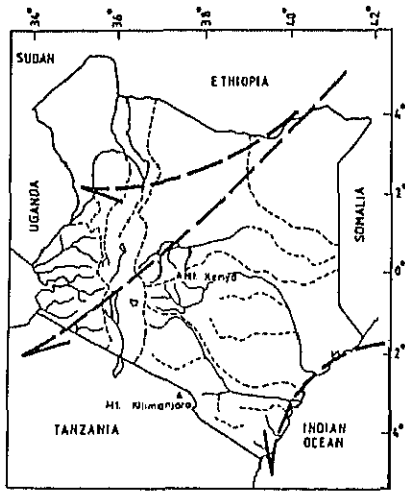 34°
36°
38°
40°
42°
SUDAN
ETHIOPIA
4°
UGANDA
2°
SOMALIA
Mt. Kenya
0°
2°
Mt. Kilimanjaro
TANZANIA
INDIAN
OCEAN
4°